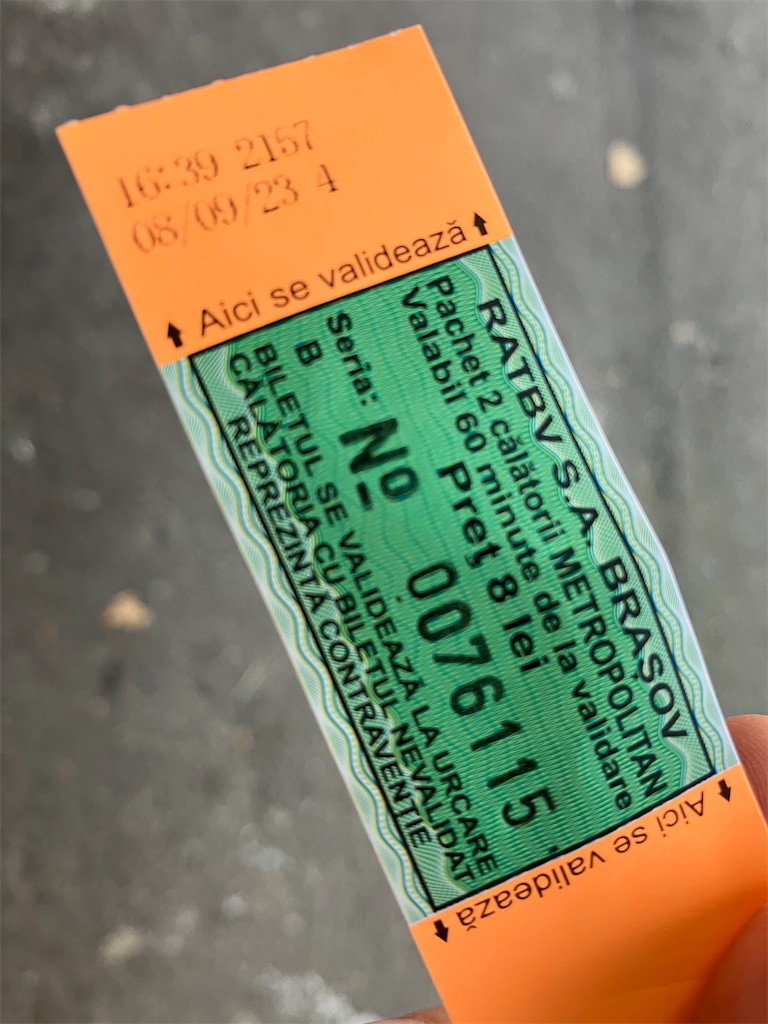 16:39 2157
08/09/23 4
Aici se validează
RATBV S.A. BRAȘOV
Pachet 2 călătorii METROPOLITAN
Valabil 60 minute de la validare
Preț 8 lei
Seria:
B
Nº 0076115
BILETUL SE VALIDEAZĂ LA URCARE
CĂLĂTORIA CU BILETUL NEVALIDAT
REPREZINTĂ CONTRAVENȚIE
Aici se validează